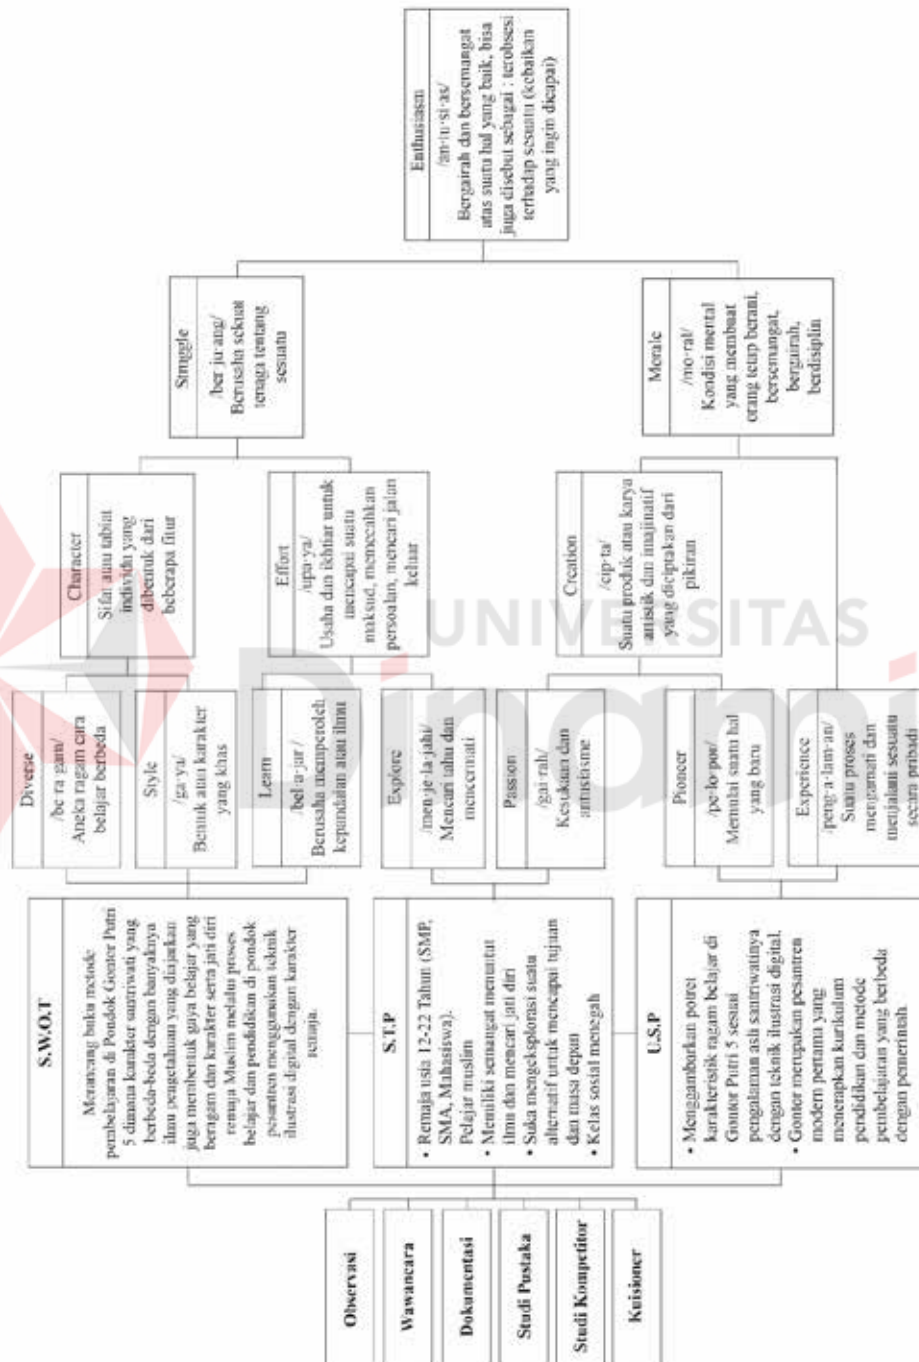 Observasi
Wawancara
Dokumentasi
Studi Pustaka
Studi Kompetitor
Kuisioner
S.W.O.T
Merancang buku metode
pembelajaran di Pondok Gontor Putri
5 dimana karakter santriwati yang
berbeda-beda dengan banyaknya
ilmu pengetahuan yang diajarkan
juga membentuk gaya belajar yang
beragam dan karakter serta jati diri
remaja Muslim melalui proses
belajar dan pendidikan di pondok
pesantren menggunakan teknik
ilustrasi digital dengan karakter
remaja.
S.T.P
• Remaja usia 12-22 Tahun (SMP,
SMA, Mahasiswa).
Pelajar muslim
• Memiliki semangat menuntut
ilmu dan mencari jati diri
• Suka mengeksplorasi suatu
alternatif untuk mencapai tujuan
dan masa depan
• Kelas sosial menegah
U.S.P
• Menggambarkan potret
karakteristik ragam belajar di
Gontor Putri 5 sesuai
pengalaman asli santriwatinya
dengan teknik ilustrasi digital.
• Gontor merupakan pesantren
modern pertama yang
menerapkan kurikulum
pendidikan dan metode
pembelajaran yang berbeda
dengan pemerintah.
Diverse
/be·ra·gam/
Aneka ragam cara
belajar berbeda
Style
/ga·ya/
Bentuk atau karakter
yang khas
Learn
/bel·a·jar/
Berusaha memperoleh
kepandaian atau ilmu
Explore
/men·je·la·jahi/
Mencari tahu dan
mencermati
Passion
/gai·rah/
Kesukaan dan
antusiasme
Pioneer
/pe·lo·por/
Memulai suatu hal
yang baru
Experience
/peng·a·lam·an/
Suatu proses
mengamati dan
menjalani sesuatu
secara pribadi
Character
Sifat atau tabiat
individu yang
dibentuk dari
beberapa fitur
Effort
/upa·ya/
Usaha dan ikhtiar untuk
mencapai suatu
maksud, memecahkan
persoalan, mencari jalan
keluar
Creation
/cip·ta/
Suatu produk atau karya
artistik dan imajinatif
yang diciptakan dari
pikiran
Struggle
/ber·ju·ang/
Berusaha sekuat
tenaga tentang
sesuatu
Morale
/mo·ral/
Kondisi mental
yang membuat
orang tetap berani,
bersemangat,
bergairah,
berdisiplin
Enthusiasm
/an·tu·si·as/
Bergairah dan bersemangat
atas suatu hal yang baik, bisa
juga disebut sebagai : terobsesi
terhadap sesuatu (kebaikan
yang ingin dicapai)
UNIVERSITAS
Dinami